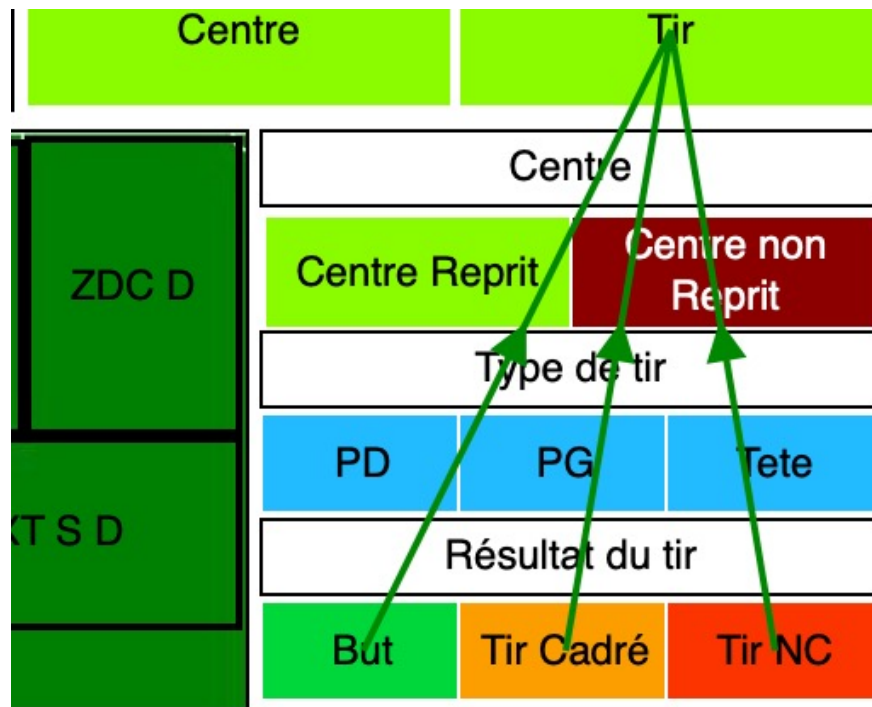 Centre
Tir
Centre
ZDC D
Centre Reprit
Centre non
Reprit
Type de tir
PD
PG
Tete
XT S D
Résultat du tir
But
Tir Cadré
Tir NC